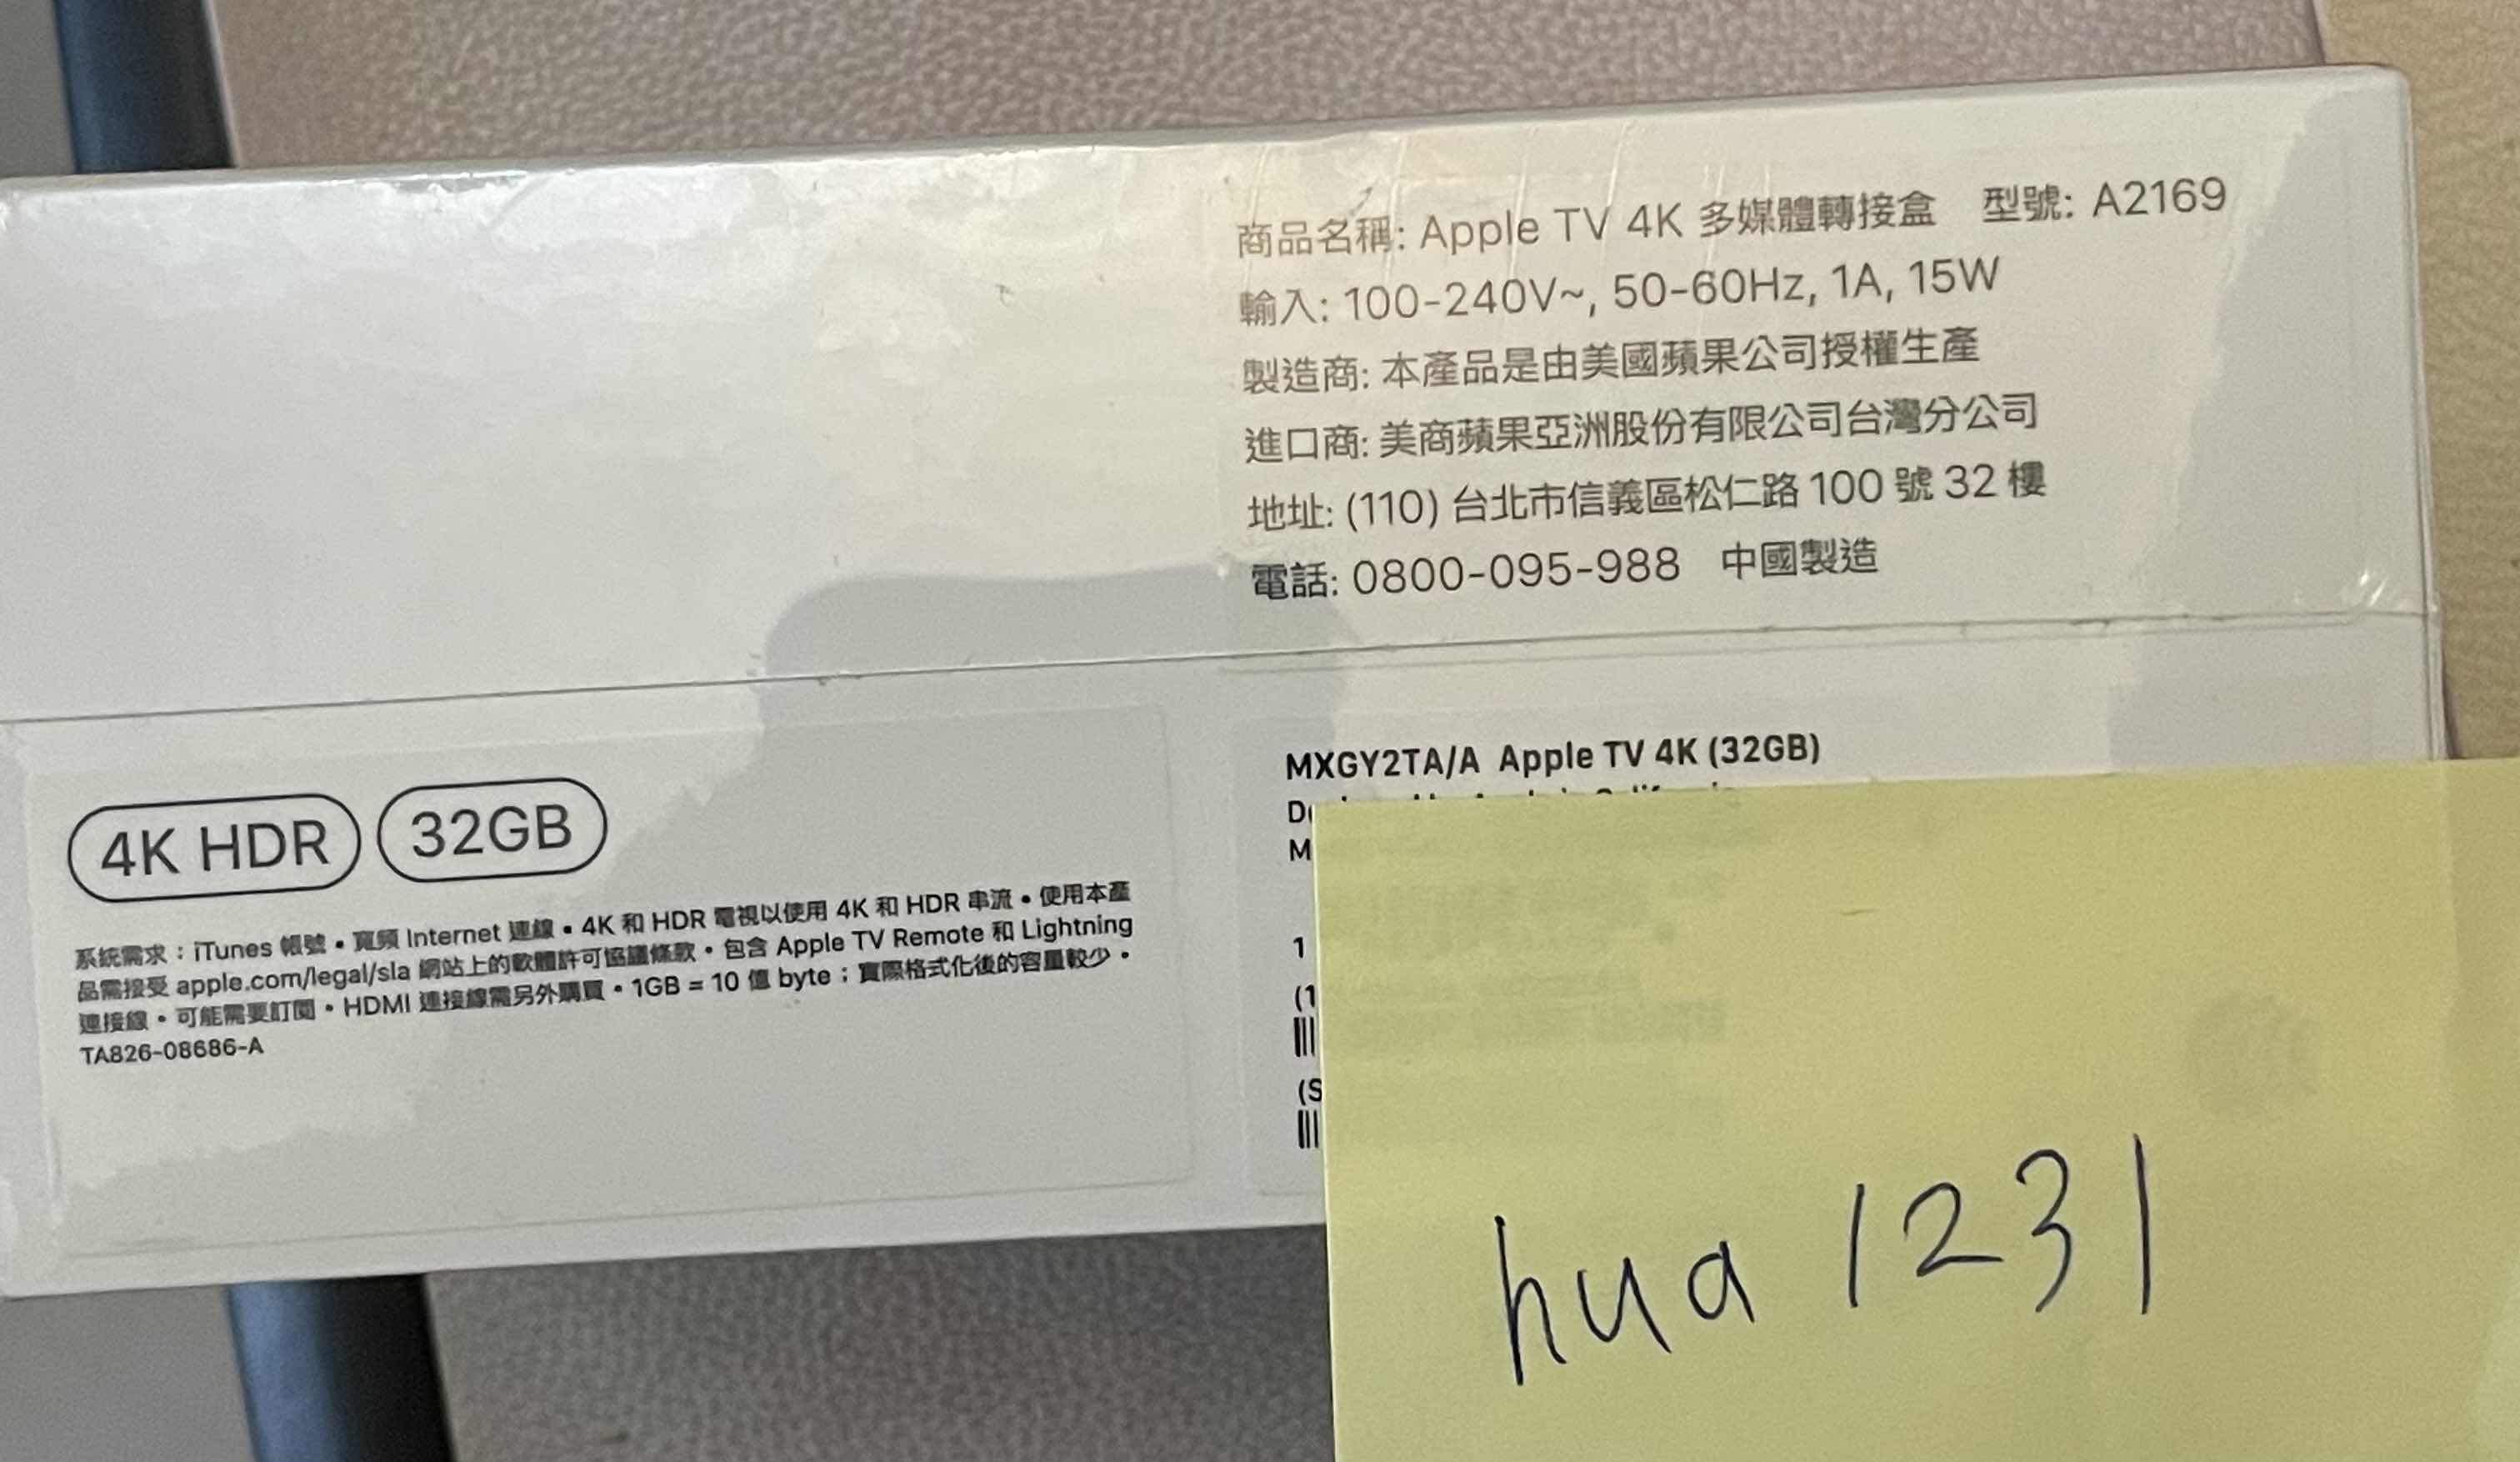 商品名稱: Apple TV 4K 多媒體轉接盒 型號: A2169
輸入: 100-240V~, 50-60Hz, 1A, 15W
製造商: 本產品是由美國蘋果公司授權生產
進口商: 美商蘋果亞洲股份有限公司台灣分公司
地址: (110) 台北市信義區松仁路 100 號 32 樓
電話: 0800-095-988 中國製造
4K HDR 32GB
系統需求：iTunes 帳號・寬頻 Internet 連線・4K 和 HDR 電視以使用 4K 和 HDR 串流・使用本產
品需接受 apple.com/legal/sla 網站上的軟體許可協議條款・包含 Apple TV Remote 和 Lightning
連接線・可能需要訂閱・HDMI 連接線需另外購買・1GB = 10 億 byte；實際格式化後的容量較少・
TA826-08686-A
MXGY2TA/A Apple TV 4K (32GB)
M
1
(1
(S
hua 1231